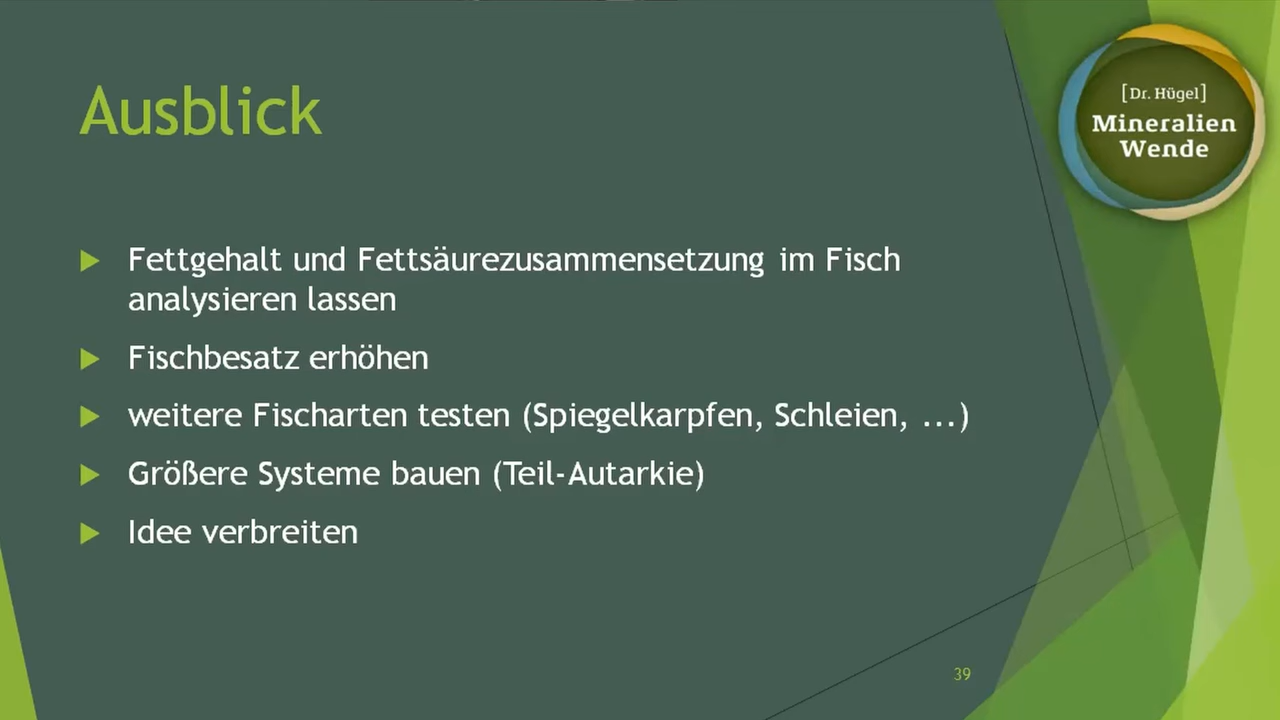 Ausblick
[Dr. Hügel]
Mineralien
Wende
Fettgehalt und Fettsäurezusammensetzung im Fisch
analysieren lassen
Fischbesatz erhöhen
weitere Fischarten testen (Spiegelkarpfen, Schleien, ...)
Größere Systeme bauen (Teil-Autarkie)
Idee verbreiten
39